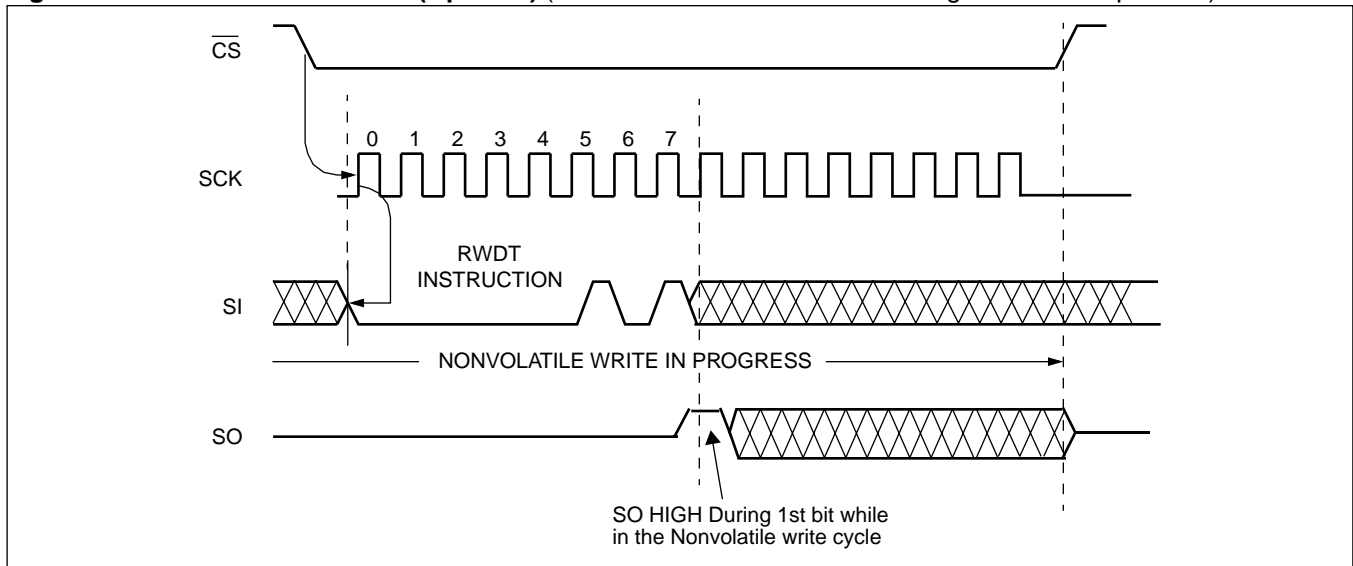 CS
0 1 2 3 4 5 6 7
SCK
RWDT
INSTRUCTION
SI
NONVOLATILE WRITE IN PROGRESS
SO
SO HIGH During 1st bit while
in the Nonvolatile write cycle